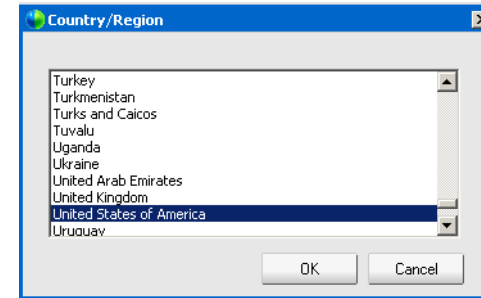 Country/Region
Turkey
Turkmenistan
Turks and Caicos
Tuvalu
Uganda
Ukraine
United Arab Emirates
United Kingdom
United States of America
Uruguay
OK Cancel